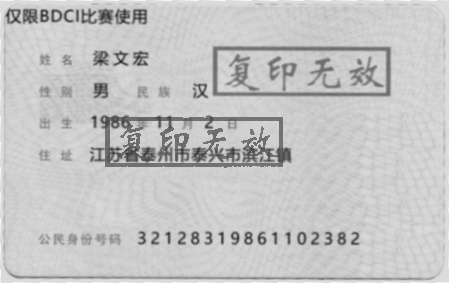 仅限BDCI比赛使用
姓名 梁文宏
复印无效
性别 男 民族 汉
出生 1986 年 11 月 2 日
复印无效
住址 江苏省泰州市泰兴市滨江镇
公民身份号码 32128319861102382